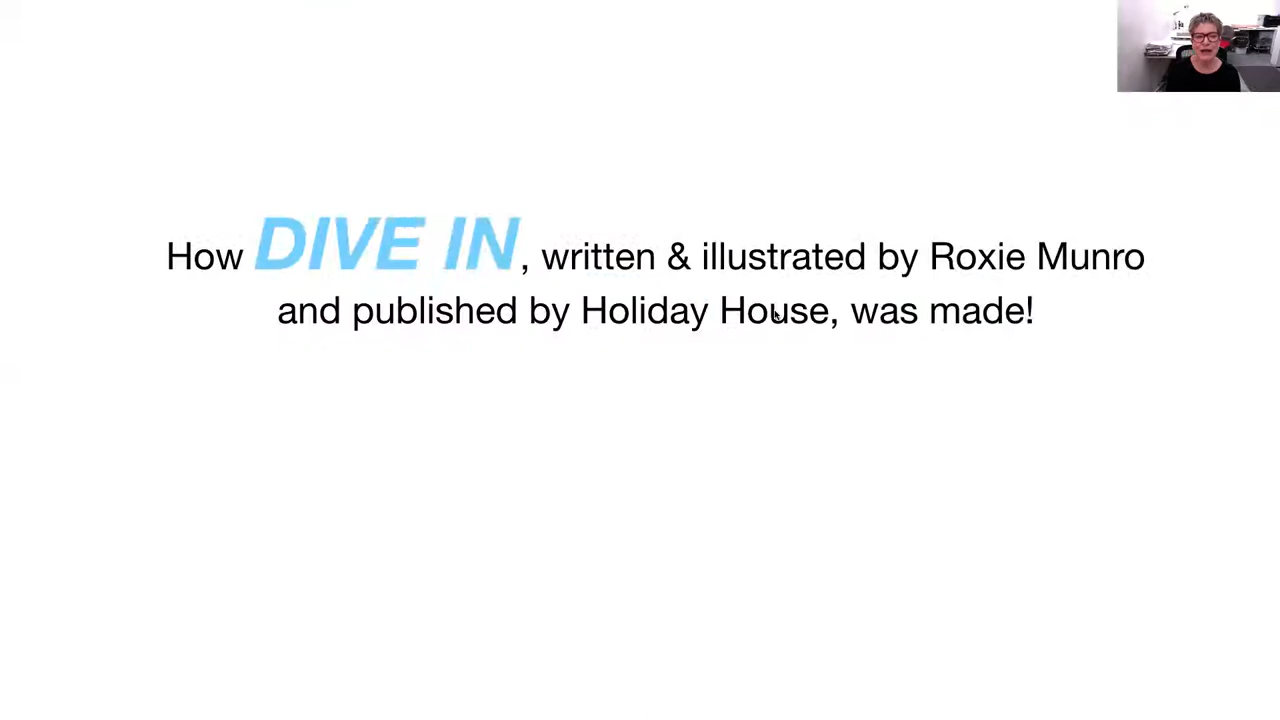 How DIVE IN, written & illustrated by Roxie Munro
and published by Holiday House, was made!